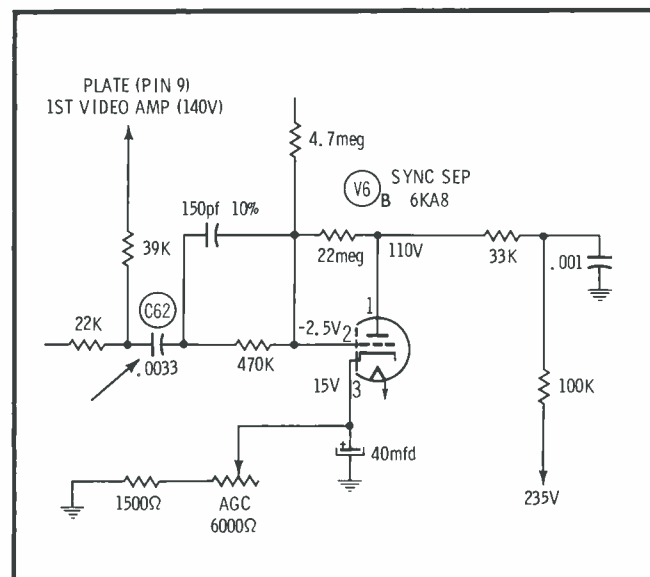 PLATE (PIN 9)
1ST VIDEO AMP (140V)
4.7meg
V6
B
SYNC SEP
6KA8
150pf 10%
39K
22meg
110V
33K
.001
C62
1
22K
-2.5V
2
.0033
470K
15V
3
100K
40mfd
+
1500Ω
AGC
6000Ω
235V